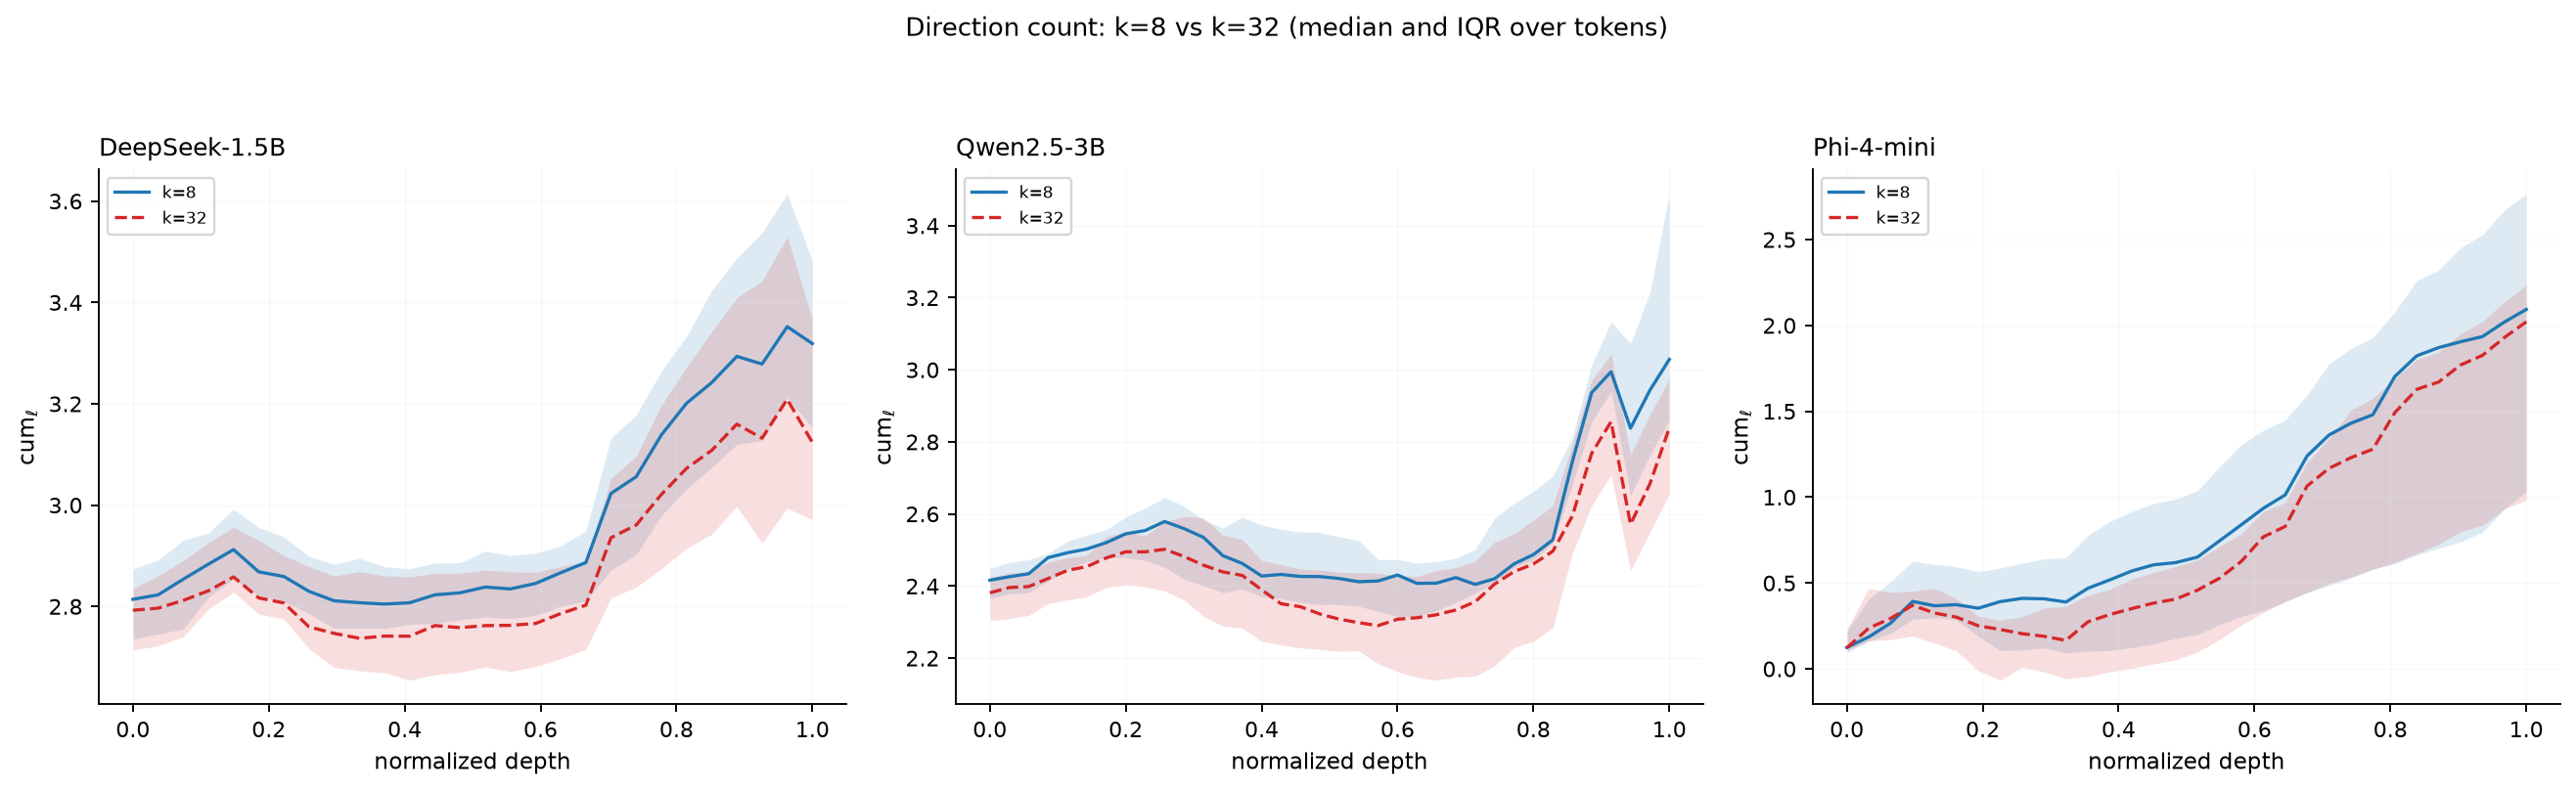 Direction count: k=8 vs k=32 (median and IQR over tokens)
DeepSeek-1.5B
k=8
k=32
3.6
3.4
3.2
3.0
2.8
cumℓ
0.0 0.2 0.4 0.6 0.8 1.0
normalized depth
Qwen2.5-3B
k=8
k=32
3.4
3.2
3.0
2.8
2.6
2.4
2.2
cumℓ
0.0 0.2 0.4 0.6 0.8 1.0
normalized depth
Phi-4-mini
k=8
k=32
2.5
2.0
1.5
1.0
0.5
0.0
cumℓ
0.0 0.2 0.4 0.6 0.8 1.0
normalized depth